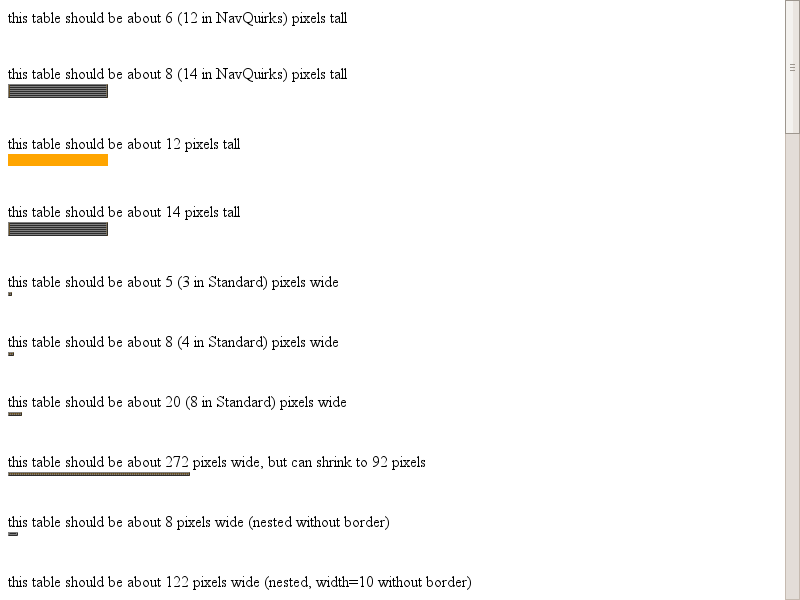 this table should be about 6 (12 in NavQuirks) pixels tall
this table should be about 8 (14 in NavQuirks) pixels tall
this table should be about 12 pixels tall
this table should be about 14 pixels tall
this table should be about 5 (3 in Standard) pixels wide
this table should be about 8 (4 in Standard) pixels wide
this table should be about 20 (8 in Standard) pixels wide
this table should be about 272 pixels wide, but can shrink to 92 pixels
this table should be about 8 pixels wide (nested without border)
this table should be about 122 pixels wide (nested, width=10 without border)